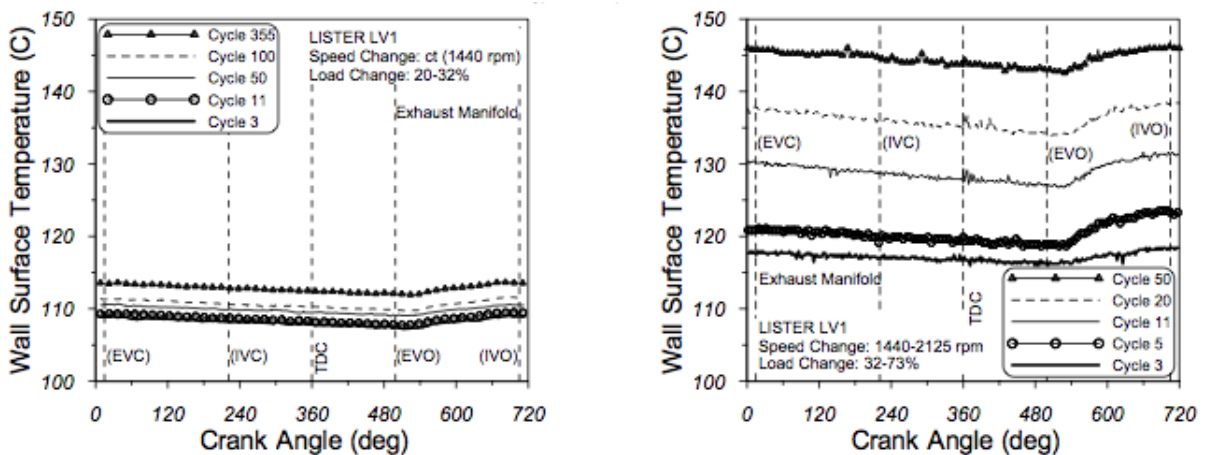 150
140
130
120
110
100
Wall Surface Temperature (C)
Cycle 355
Cycle 100
Cycle 50
Cycle 11
Cycle 3
LISTER LV1
Speed Change: ct (1440 rpm)
Load Change: 20-32%
Exhaust Manifold
(EVC)
(IVC)
TDC
(EVO)
(IVO)
0
120
240
360
480
600
720
Crank Angle (deg)
150
140
130
120
110
100
Wall Surface Temperature (C)
(EVC)
(IVC)
(EVO)
(IVO)
Exhaust Manifold
TDC
LISTER LV1
Speed Change: 1440-2125 rpm
Load Change: 32-73%
Cycle 50
Cycle 20
Cycle 11
Cycle 5
Cycle 3
0
120
240
360
480
600
720
Crank Angle (deg)